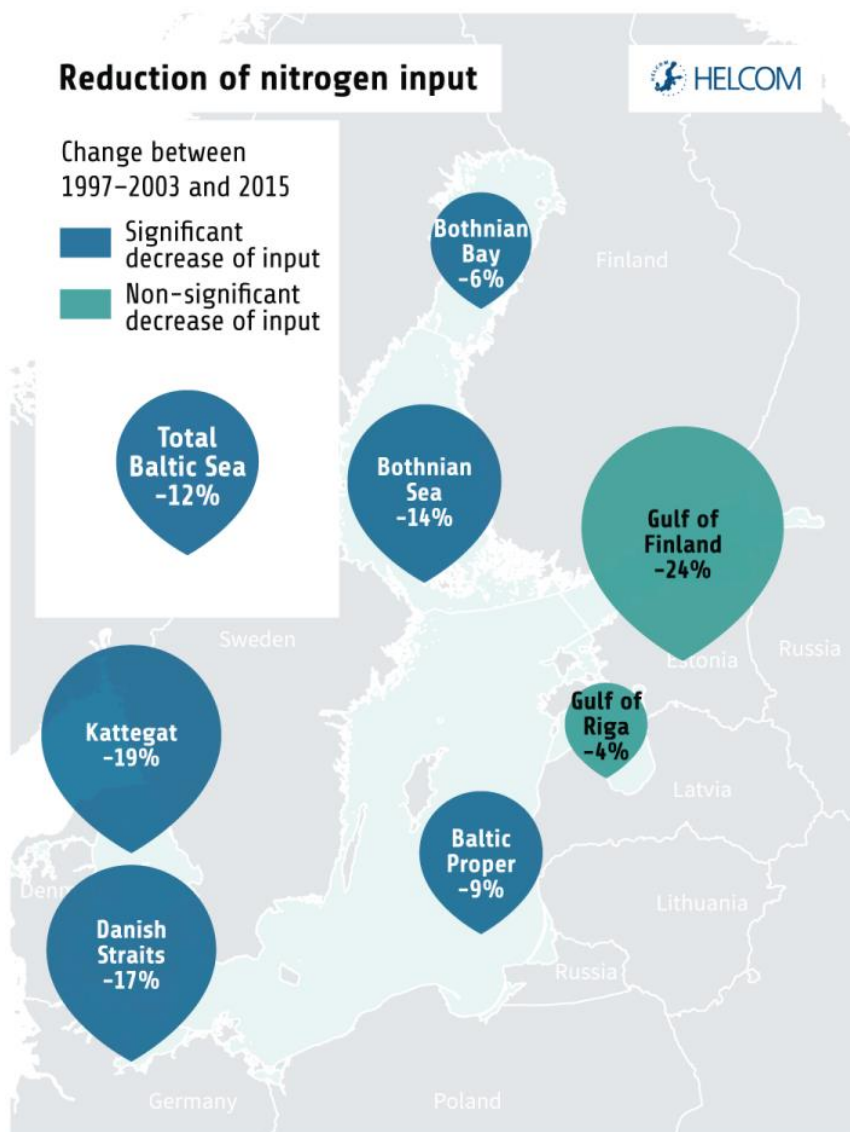 Reduction of nitrogen input
HELCOM
HELCOM
Change between
1997–2003 and 2015
Significant
decrease of input
Non-significant
decrease of input
Total
Baltic Sea
-12%
Bothnian
Bay
-6%
Finland
Bothnian
Sea
-14%
Gulf of
Finland
-24%
Sweden
Estonia
Russia
Kattegat
-19%
Gulf of
Riga
-4%
Latvia
Baltic
Proper
-9%
Denm
Lithuania
Danish
Straits
-17%
Russia
Germany
Poland